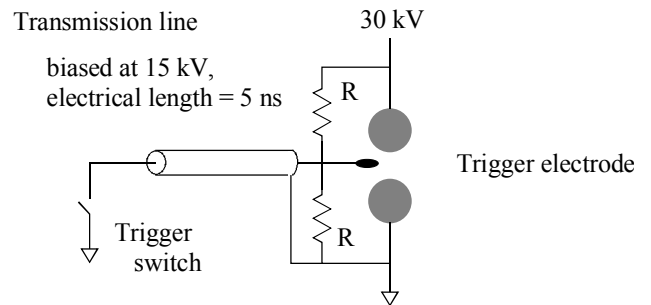 Transmission line
30 kV
biased at 15 kV,
electrical length = 5 ns
R
Trigger electrode
Trigger
switch
R